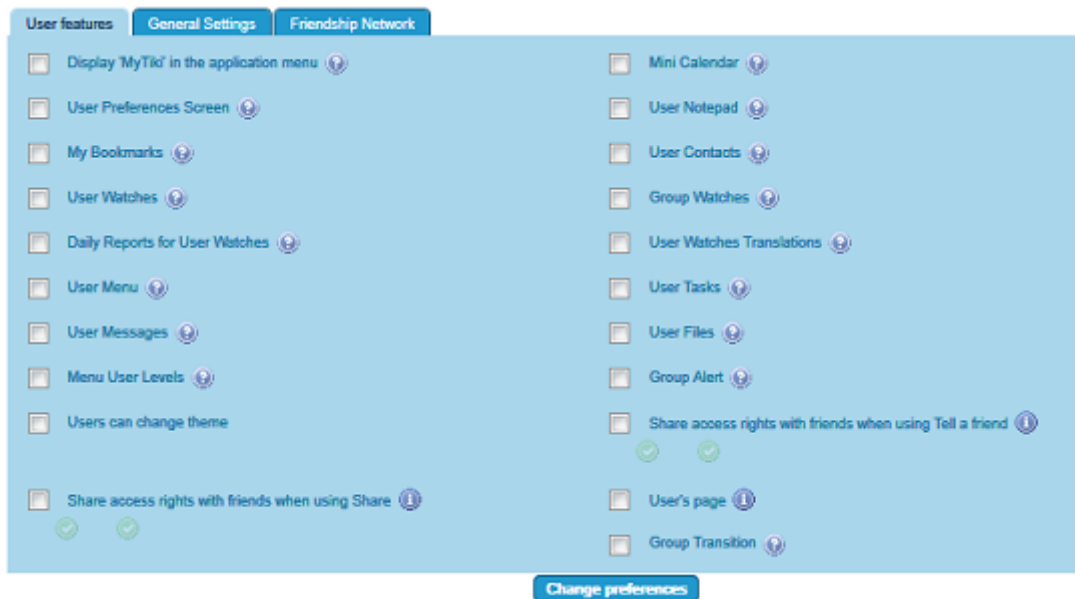 User features General Settings Friendship Network
Display 'MyTiki' in the application menu
Mini Calendar
User Preferences Screen
User Notepad
My Bookmarks
User Contacts
User Watches
Group Watches
Daily Reports for User Watches
User Watches Translations
User Menu
User Tasks
User Messages
User Files
Menu User Levels
Group Alert
Users can change theme
Share access rights with friends when using Tell a friend
Share access rights with friends when using Share
User's page
Group Transition
Change preferences